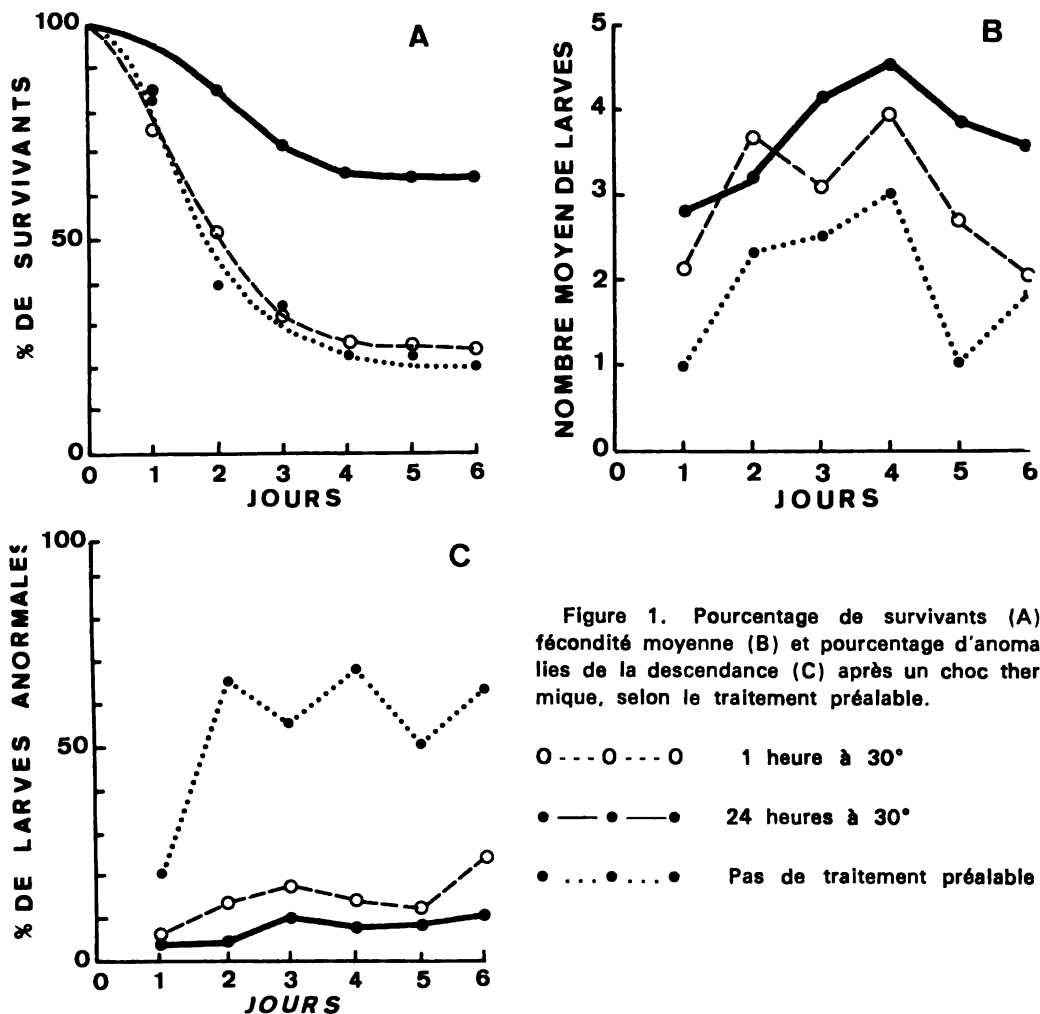 A
% DE SURVIVANTS
100
50
0
0 1 2 3 4 5 6
JOURS
B
NOMBRE MOYEN DE LARVES
5
4
3
2
1
0
0 1 2 3 4 5 6
JOURS
C
% DE LARVES ANORMALES
100
50
0
0 1 2 3 4 5 6
JOURS
Figure 1. Pourcentage de survivants (A)
fécondité moyenne (B) et pourcentage d'anoma
lies de la descendance (C) après un choc ther
mique, selon le traitement préalable.
1 heure à 30°
24 heures à 30°
Pas de traitement préalable